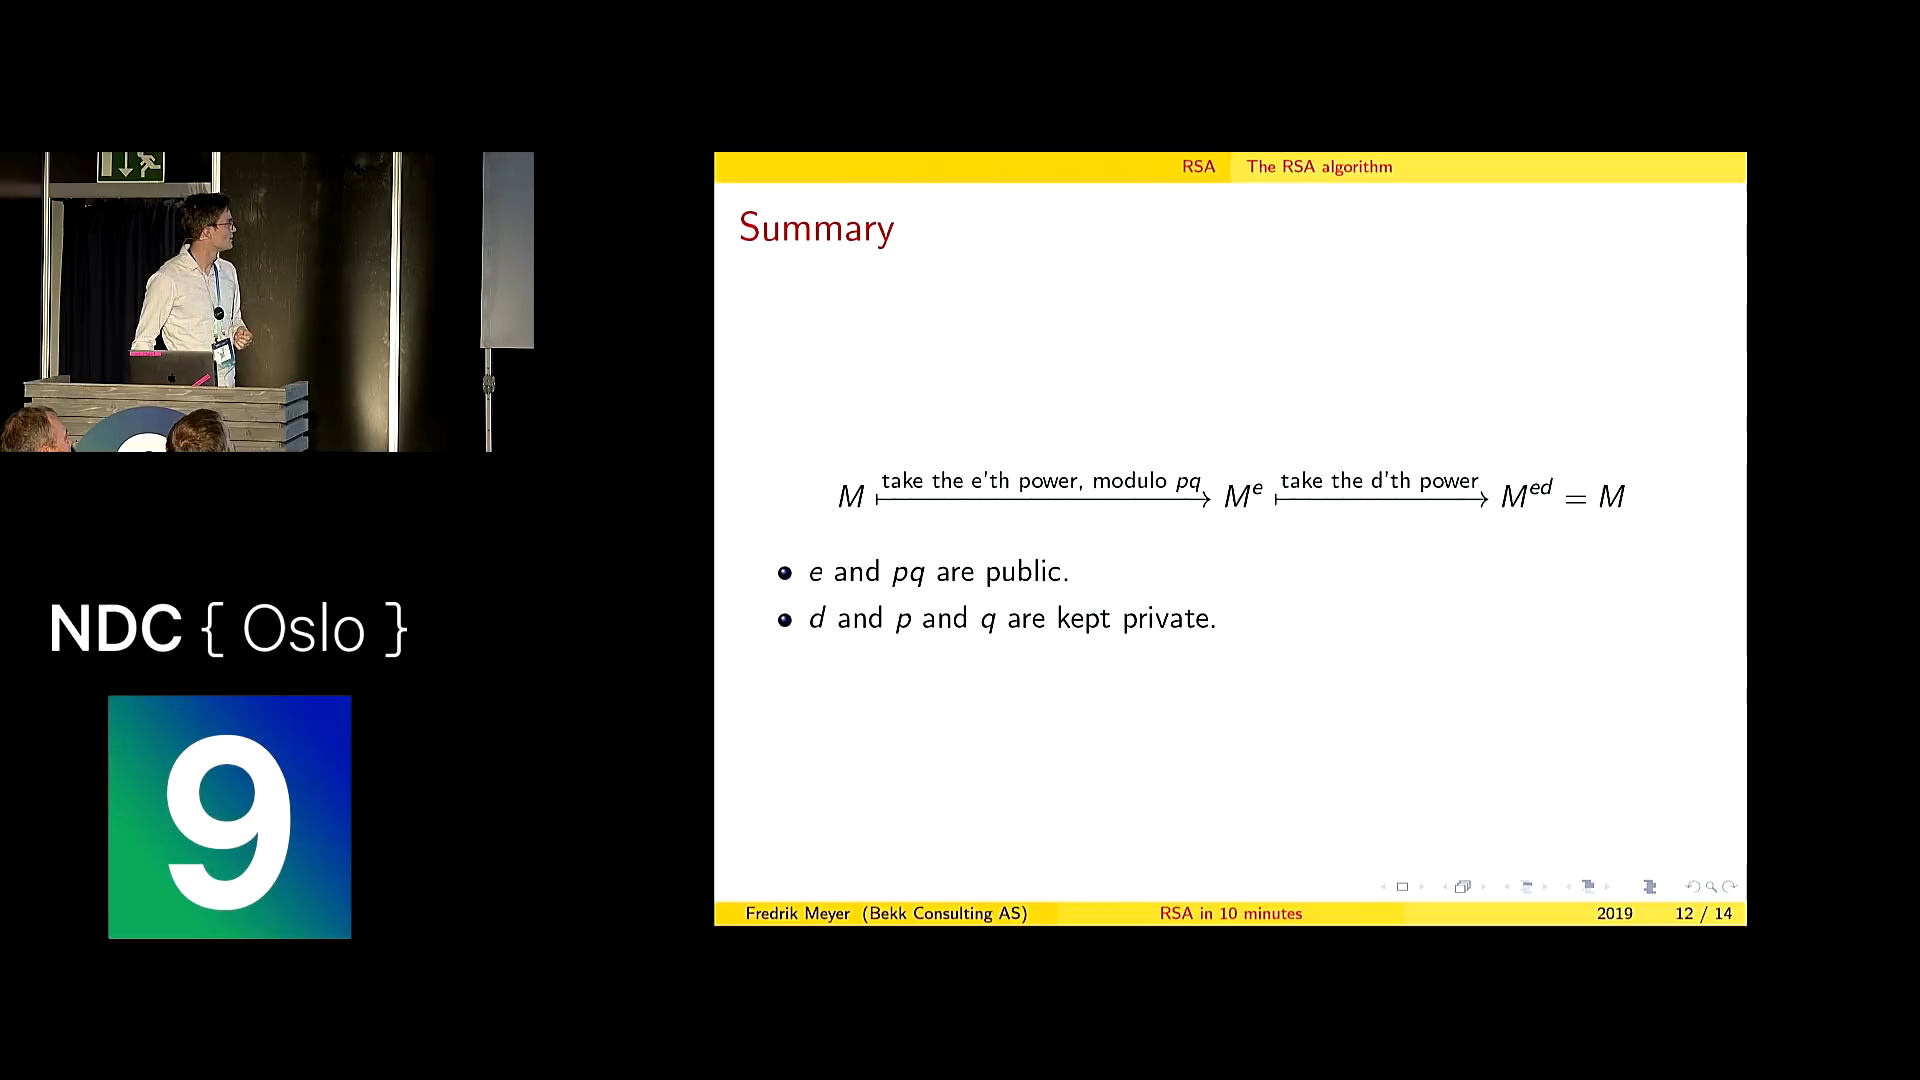 RSA The RSA algorithm
Summary
M take the e'th power, modulo pq M^e take the d'th power M^ed = M
e and pq are public.
d and p and q are kept private.
Fredrik Meyer (Bekk Consulting AS) RSA in 10 minutes 2019 12 / 14
NDC { Oslo }
9